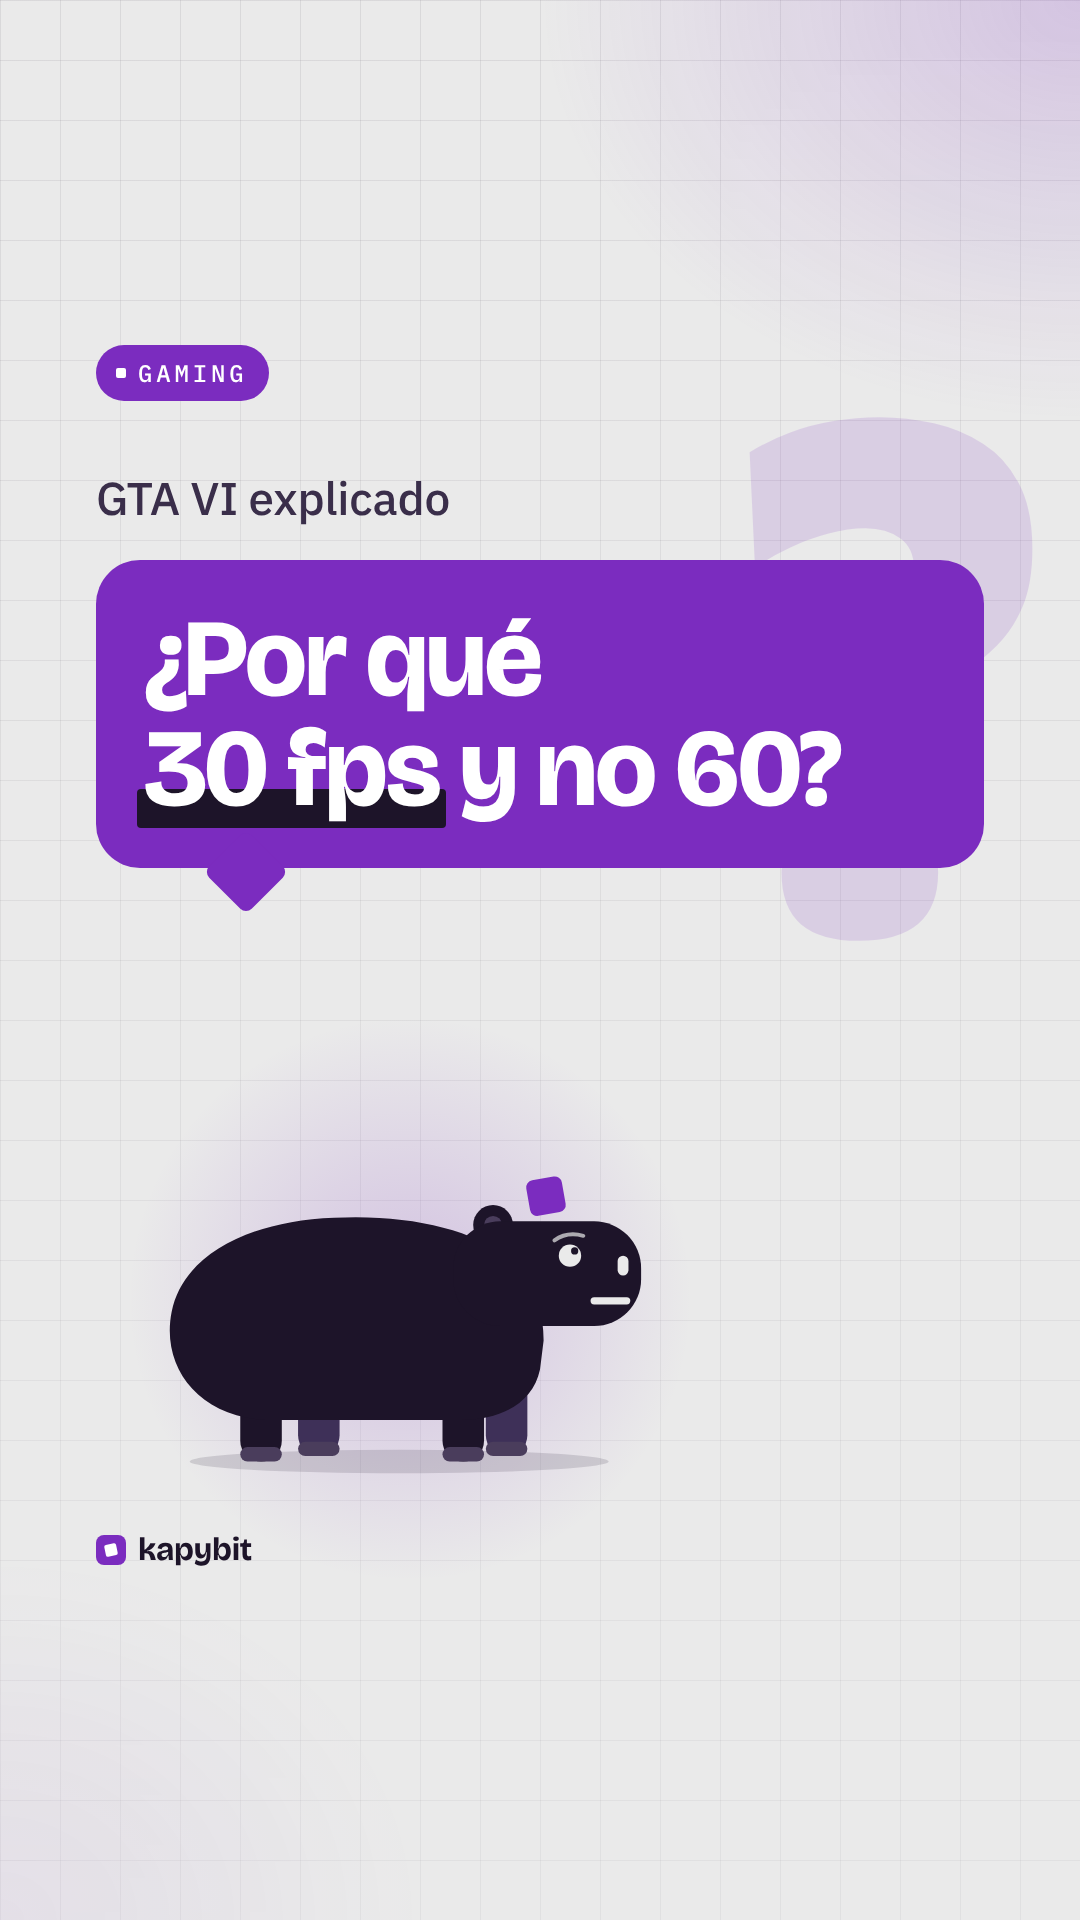 GAMING
GTA VI explicado
¿Por qué
30 fps y no 60?
?
kapybit